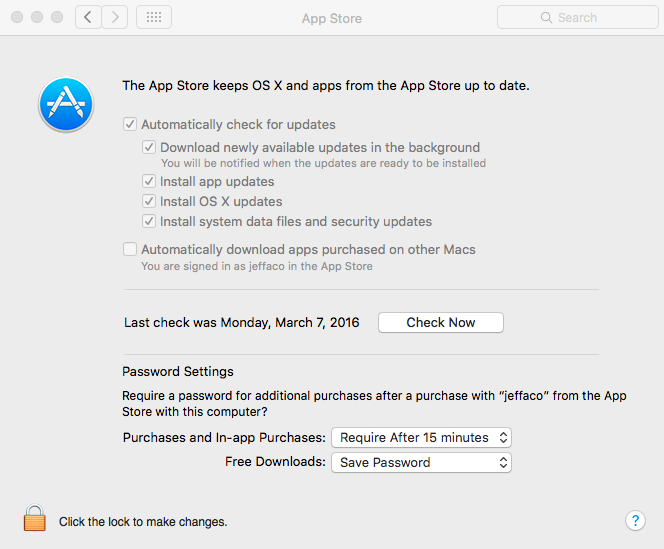 App Store
Search
The App Store keeps OS X and apps from the App Store up to date.
Automatically check for updates
Download newly available updates in the background
You will be notified when the updates are ready to be installed
Install app updates
Install OS X updates
Install system data files and security updates
Automatically download apps purchased on other Macs
You are signed in as jeffaco in the App Store
Last check was Monday, March 7, 2016 Check Now
Password Settings
Require a password for additional purchases after a purchase with “jeffaco” from the App
Store with this computer?
Purchases and In-app Purchases: Require After 15 minutes
Free Downloads: Save Password
Click the lock to make changes. ?